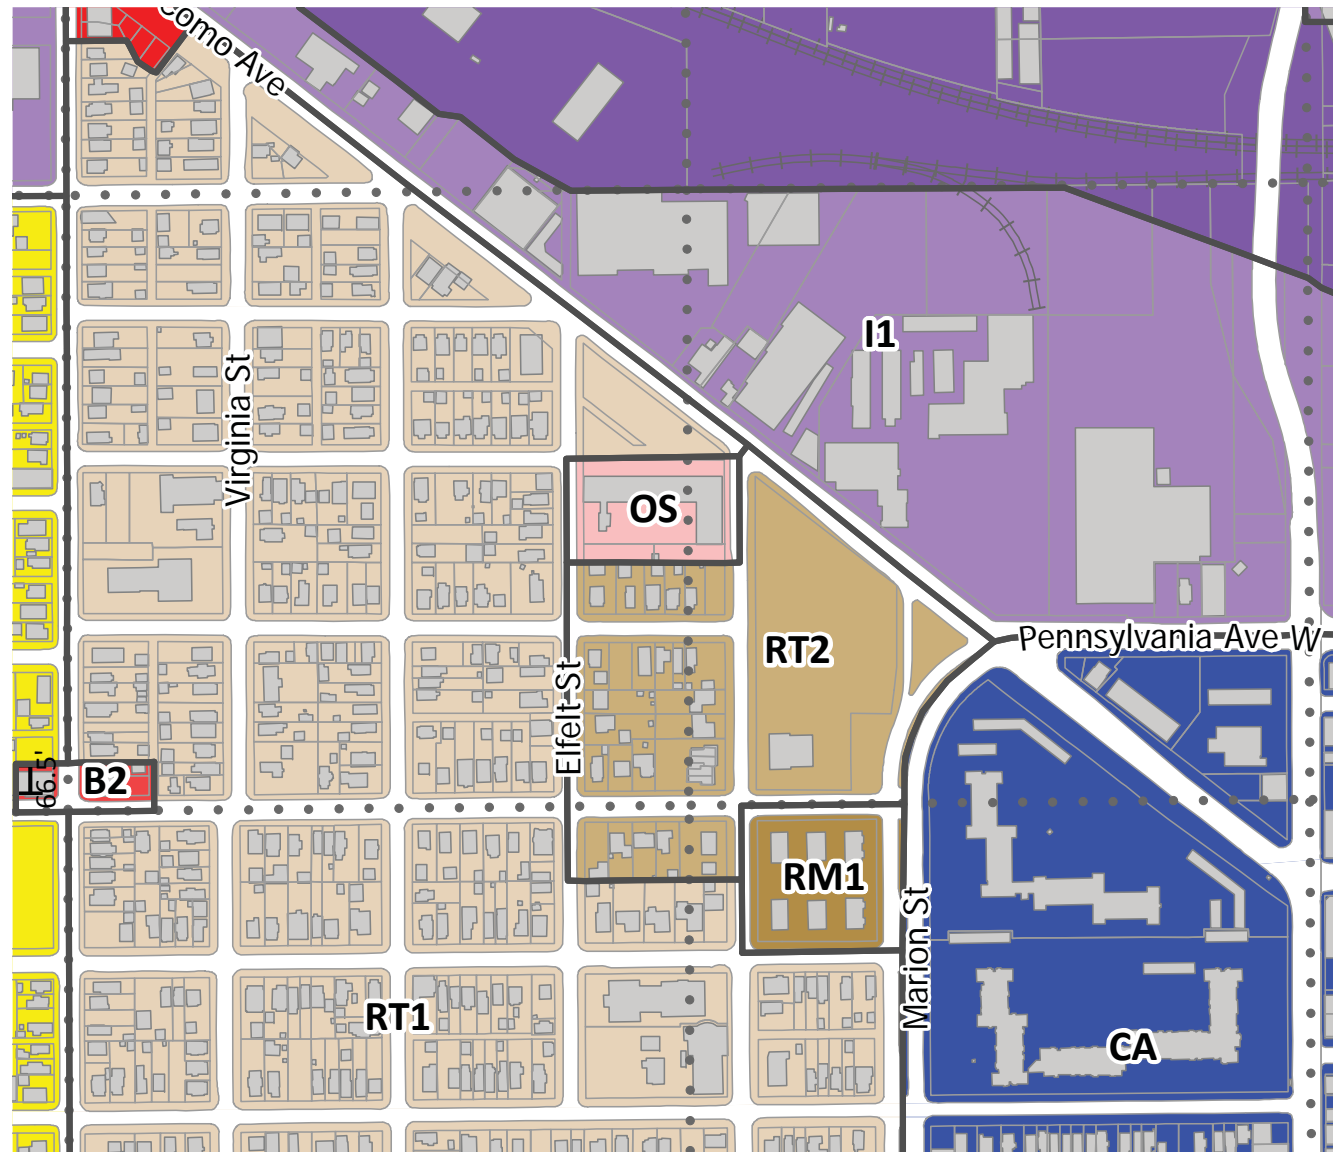 Como Ave
I1
Virginia St
OS
Pennsylvania Ave W
RT2
Elfelt St
66.5'
B2
RM1
Marion St
RT1
CA